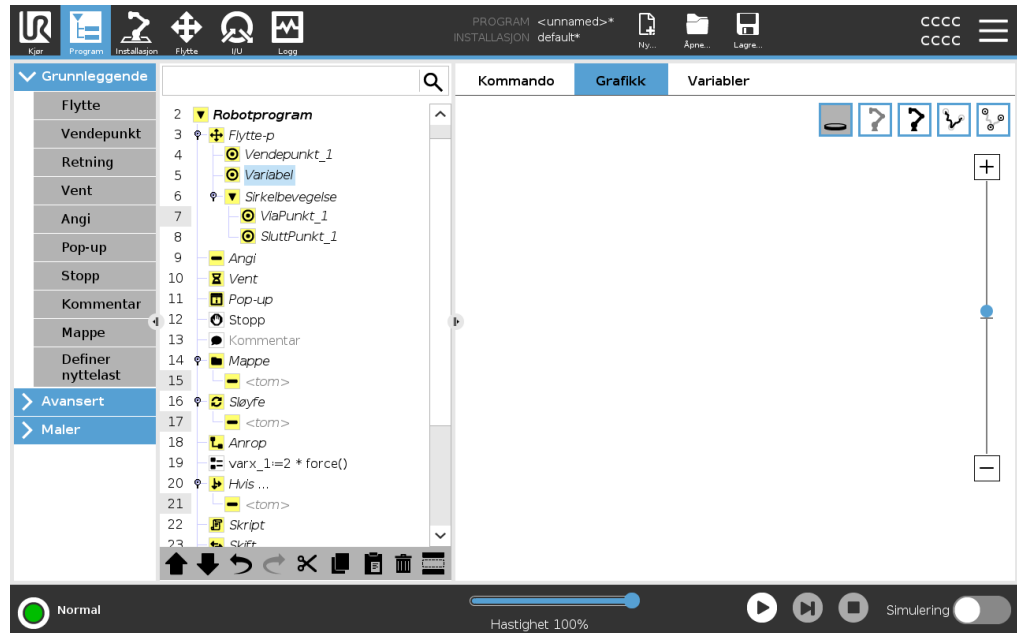 UR
PROGRAM <unnamed>*
INSTALLASJON default*
CCCC
CCCC
Kjør
Program
Installasjon
Flytte
I/U
Logg
Ny...
Åpne...
Lagre...
Grunnleggende
Flytte
Vendepunkt
Retning
Vent
Angi
Pop-up
Stopp
Kommentar
Mappe
Definer
nyttelast
Avansert
Maler
2 Robotprogram
3 Flytte-p
4 Vendepunkt_1
5 Variabel
6 Sirkelbevegelse
7 ViaPunkt_1
8 SluttPunkt_1
9 Angi
10 Vent
11 Pop-up
12 Stopp
13 Kommentar
14 Mappe
15 <tom>
16 Sløyfe
17 <tom>
18 Anrop
19 varx_1:=2 * force()
20 Hvis ...
21 <tom>
22 Skript
23 Skift
Kommando
Grafikk
Variabler
Normal
Hastighet 100%
Simulering